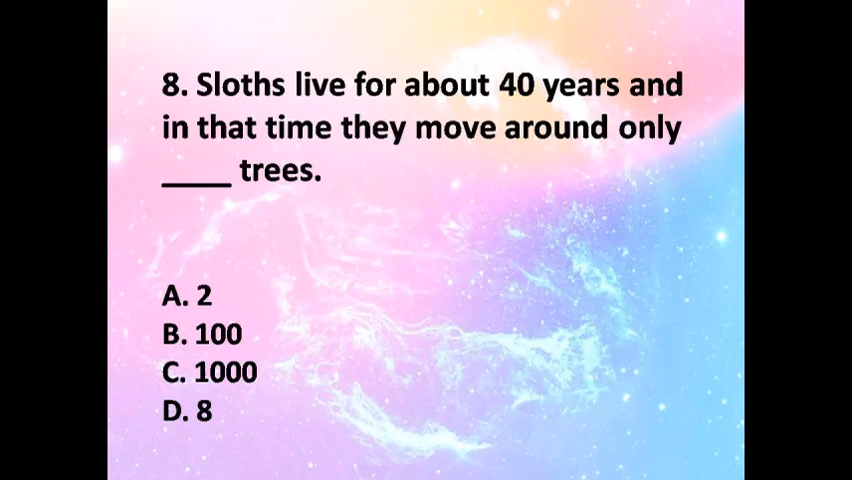 8. Sloths live for about 40 years and
in that time they move around only
____ trees.
A. 2
B. 100
C. 1000
D. 8